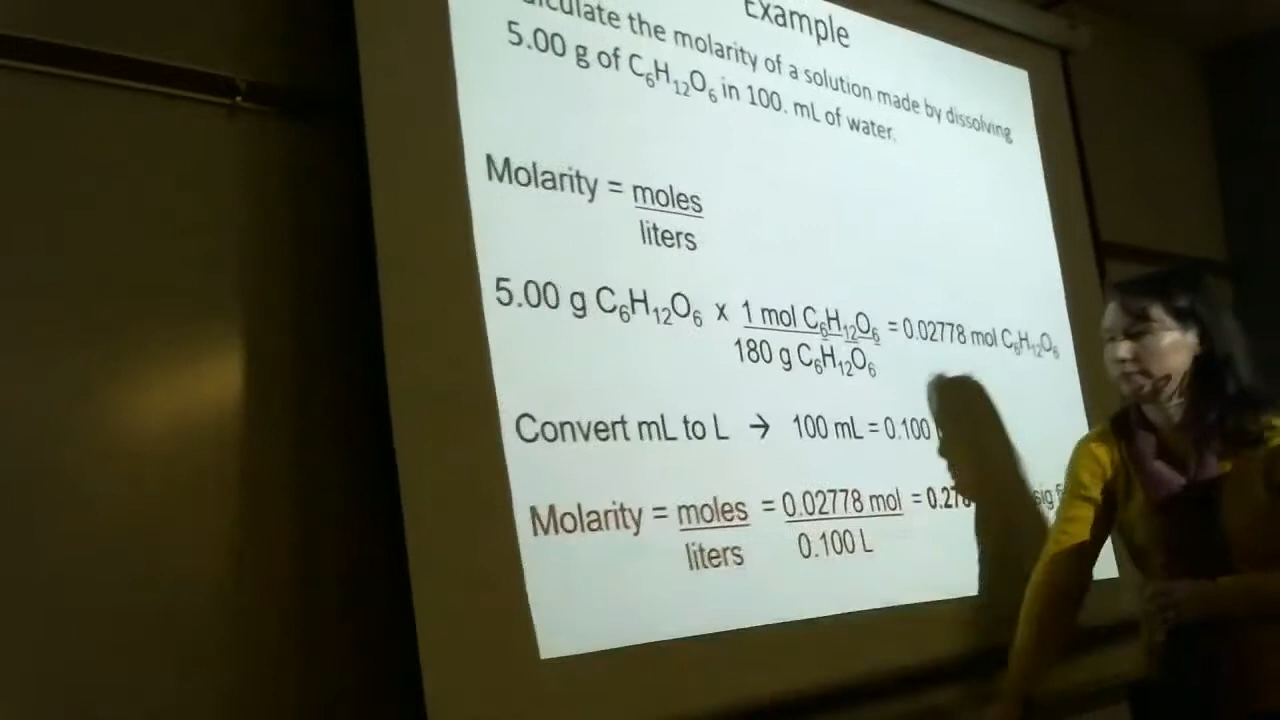 Example
the molarity of a solution made by dissolving
5.00 g of C₆H₁₂O₆ in 100. mL of water.
Molarity = moles
liters
5.00 g C₆H₁₂O₆ x 1 mol C₆H₁₂O₆ = 0.02778 mol C₆H₁₂O₆
180 g C₆H₁₂O₆
Convert mL to L → 100 mL = 0.100
Molarity = moles = 0.02778 mol = sig
liters 0.100 L